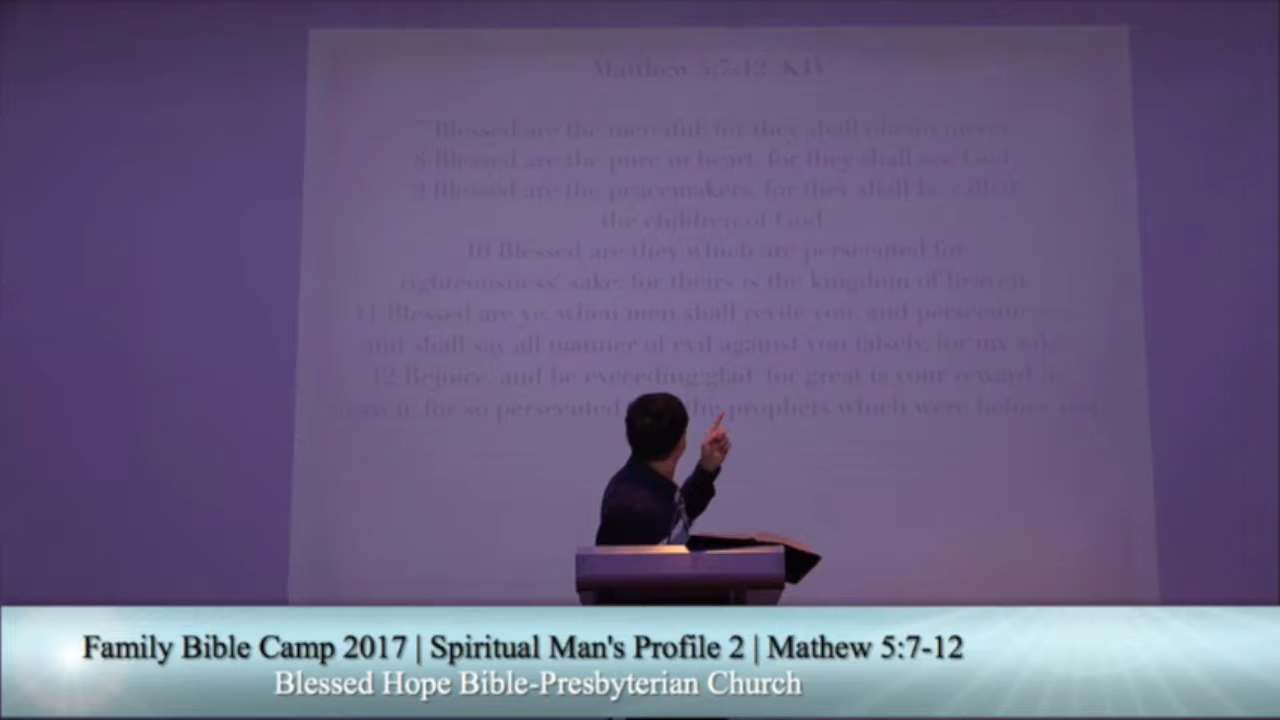 Matthew 5:7-12 KJV
7 Blessed are the merciful: for they shall obtain mercy.
8 Blessed are the pure in heart: for they shall see God.
9 Blessed are the peacemakers: for they shall be called
the children of God.
10 Blessed are they which are persecuted for
righteousness' sake: for theirs is the kingdom of heaven.
11 Blessed are ye, when men shall revile you, and persecute you,
and shall say all manner of evil against you falsely, for my sake.
12 Rejoice, and be exceeding glad: for great is your reward in
heaven: for so persecuted the prophets which were before you.
Family Bible Camp 2017 | Spiritual Man's Profile 2 | Mathew 5:7-12
Blessed Hope Bible-Presbyterian Church